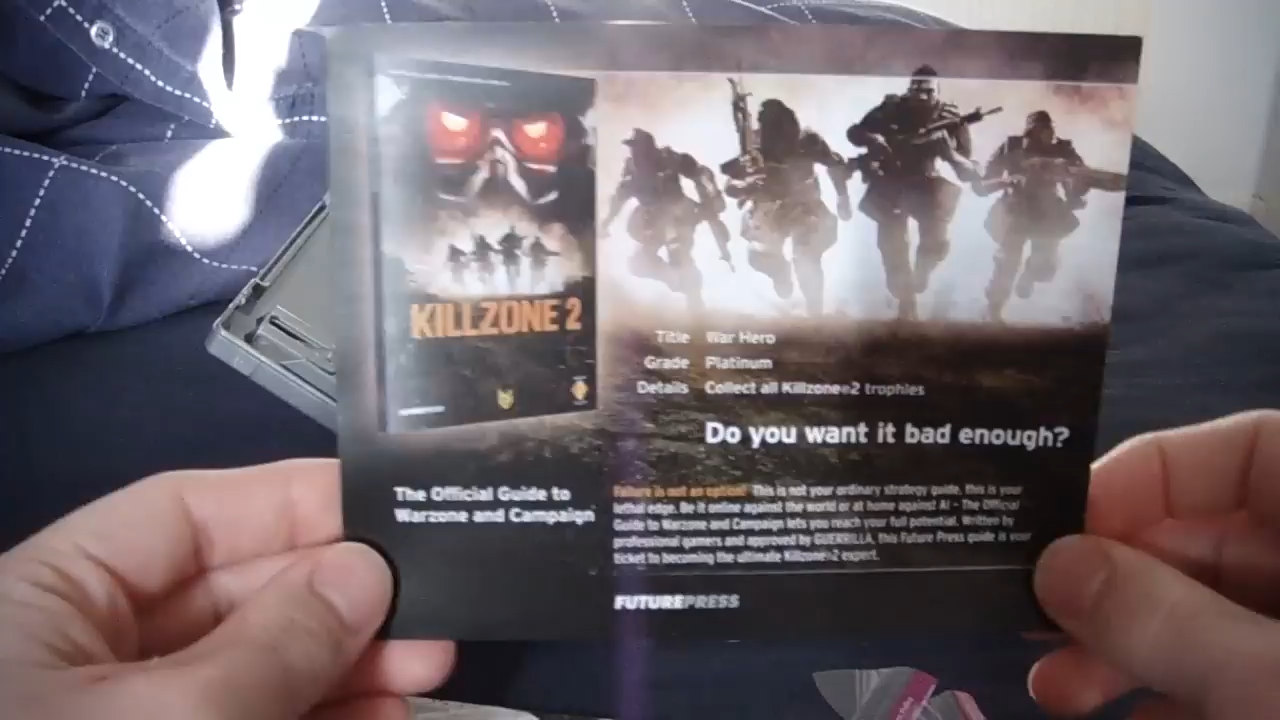 KILLZONE 2
Title War Hero
Grade Platinum
Details Collect all Killzone®2 trophies
Do you want it bad enough?
The Official Guide to
Warzone and Campaign
Failure is not an option! This is not your ordinary strategy guide, this is your
lethal edge. Be it online against the world or at home against AI - The Official
Guide to Warzone and Campaign lets you reach your full potential. Written by
professional gamers and approved by GUERRILLA, this Future Press guide is your
ticket to becoming the ultimate Killzone®2 expert.
FUTUREPRESS